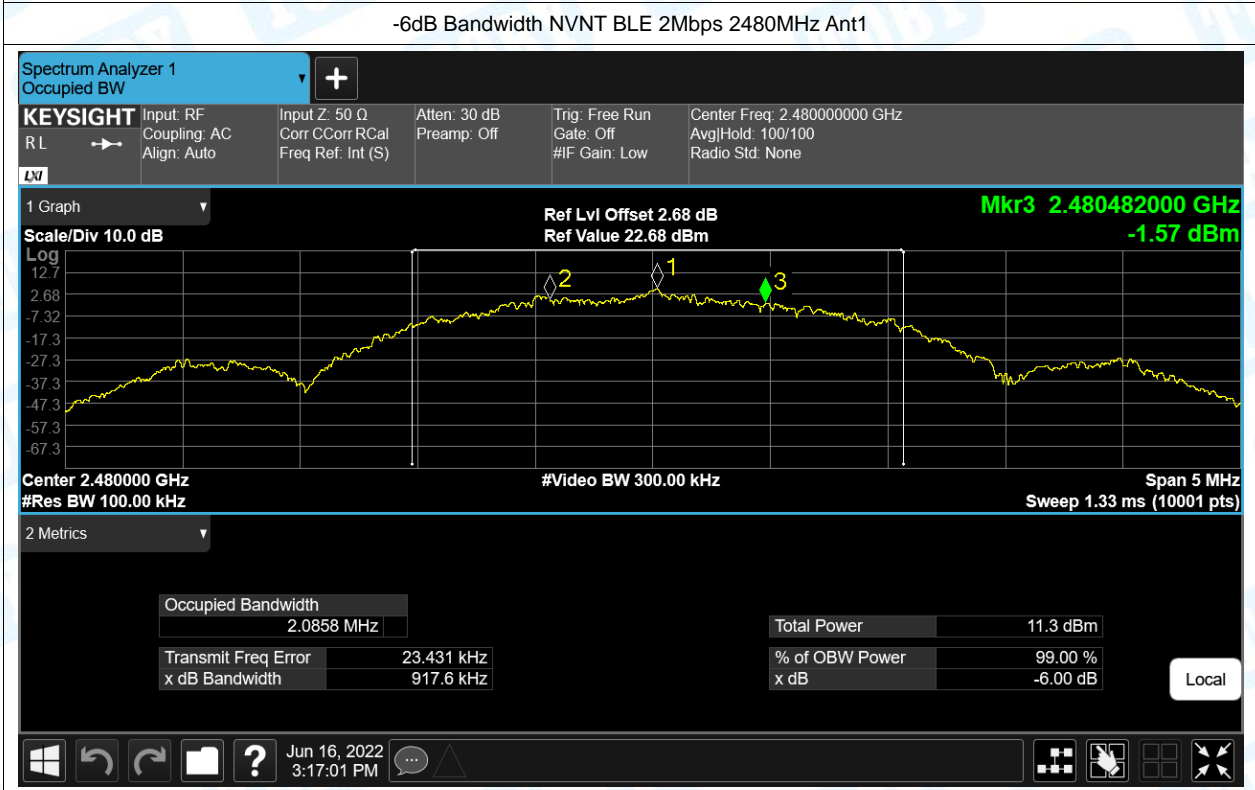 -6dB Bandwidth NVNT BLE 2Mbps 2480MHz Ant1
Spectrum Analyzer 1
Occupied BW
KEYSIGHT
RL
LXI
Input: RF
Coupling: AC
Align: Auto
Input Z: 50 Ω
Corr CCorr RCal
Freq Ref: Int (S)
Atten: 30 dB
Preamp: Off
Trig: Free Run
Gate: Off
#IF Gain: Low
Center Freq: 2.480000000 GHz
Avg|Hold: 100/100
Radio Std: None
1 Graph
Scale/Div 10.0 dB
Ref Lvl Offset 2.68 dB
Ref Value 22.68 dBm
Mkr3 2.480482000 GHz
-1.57 dBm
Log
12.7
2.68
-7.32
-17.3
-27.3
-37.3
-47.3
-57.3
-67.3
2
1
3
Center 2.480000 GHz
#Res BW 100.00 kHz
#Video BW 300.00 kHz
Span 5 MHz
Sweep 1.33 ms (10001 pts)
2 Metrics
Occupied Bandwidth
2.0858 MHz
Transmit Freq Error 23.431 kHz
x dB Bandwidth 917.6 kHz
Total Power 11.3 dBm
% of OBW Power 99.00 %
x dB -6.00 dB
Local
?
Jun 16, 2022
3:17:01 PM